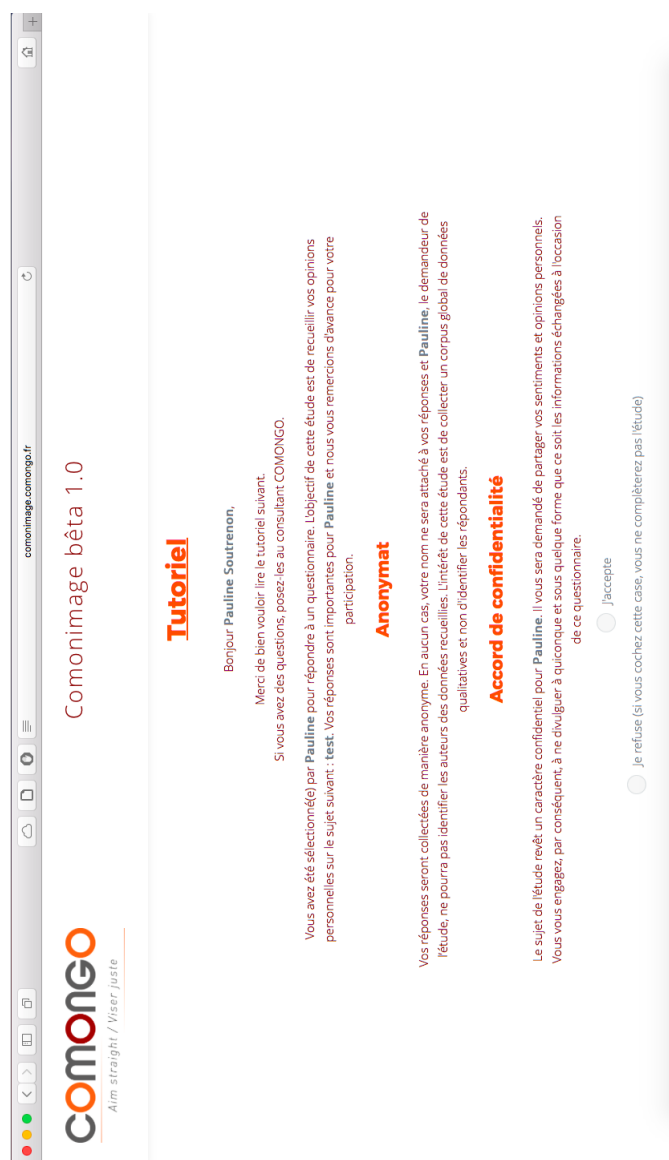 comonimage.comongo.fr
COMONGO
Aim straight / Viser juste
Comonimage bêta 1.0
Tutoriel
Bonjour Pauline Soutrenon,
Merci de bien vouloir lire le tutoriel suivant.
Si vous avez des questions, posez-les au consultant COMONGO.
Vous avez été sélectionné(e) par Pauline pour répondre à un questionnaire. L'objectif de cette étude est de recueillir vos opinions
personnelles sur le sujet suivant : test. Vos réponses sont importantes pour Pauline et nous vous remercions d'avance pour votre
participation.
Anonymat
Vos réponses seront collectées de manière anonyme. En aucun cas, votre nom ne sera attaché à vos réponses et Pauline, le demandeur de
l'étude, ne pourra pas identifier les auteurs des données recueillies. L'intérêt de cette étude est de collecter un corpus global de données
qualitatives et non d'identifier les répondants.
Accord de confidentialité
Le sujet de l'étude revêt un caractère confidentiel pour Pauline. Il vous sera demandé de partager vos sentiments et opinions personnels.
Vous vous engagez, par conséquent, à ne divulguer à quiconque et sous quelque forme que ce soit les informations échangées à l'occasion
de ce questionnaire.
J'accepte
Je refuse (si vous cochez cette case, vous ne complèterez pas l'étude)